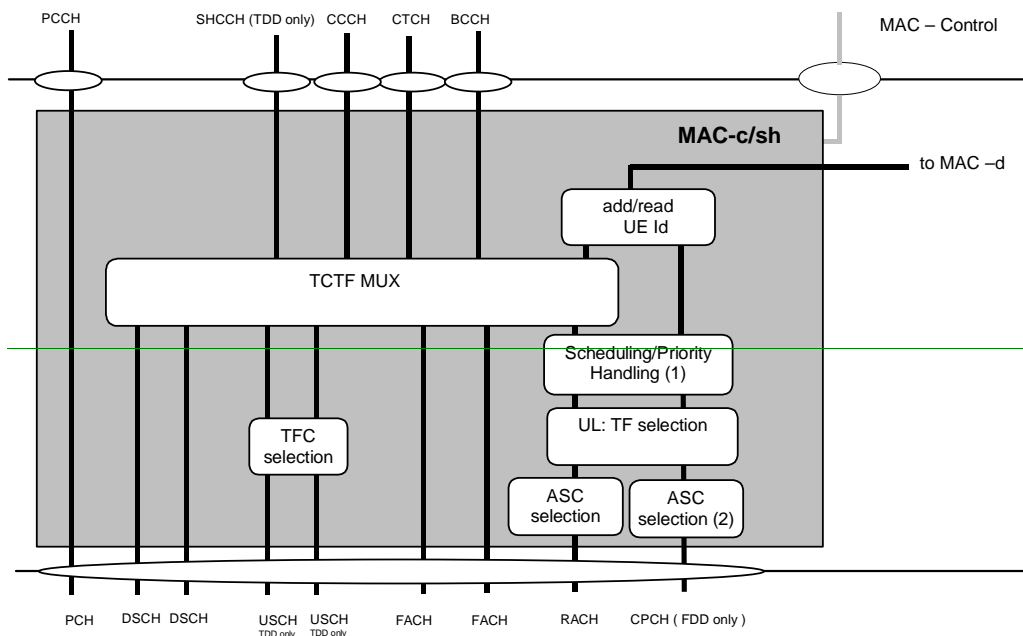 PCCH SHCCH (TDD only) CCCH CTCH BCCH MAC – Control
MAC-c/sh
to MAC –d
add/read
UE Id
TCTF MUX
Scheduling/Priority
Handling (1)
UL: TF selection
TFC
selection
ASC
selection
ASC
selection (2)
PCH DSCH DSCH USCH USCH FACH FACH RACH CPCH ( FDD only )
TDD only TDD only